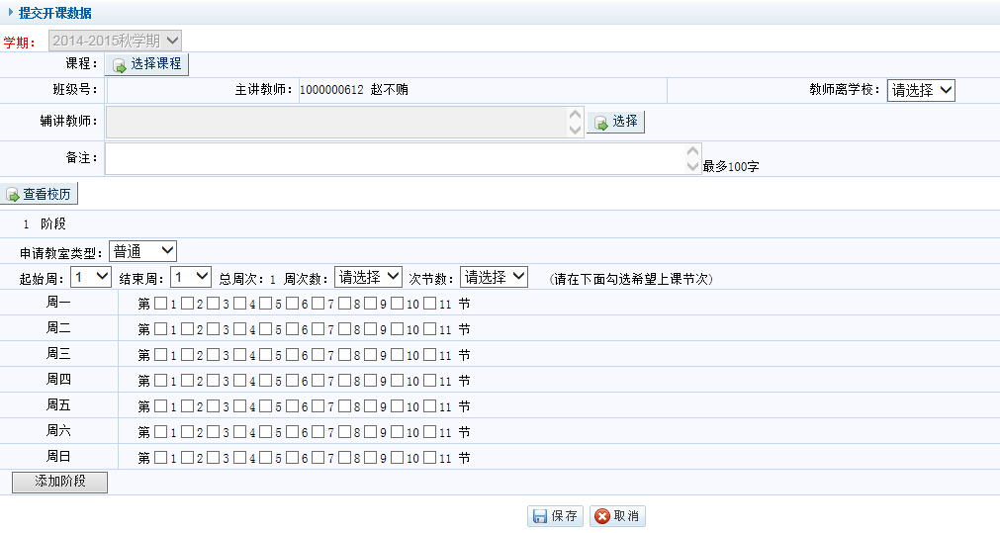 提交开课数据
学期： 2014-2015秋学期
课程： 选择课程
班级号： 主讲教师： 1000000612 赵不贿 教师离学校： 请选择
辅讲教师： 选择
备注： 最多100字
查看校历
1 阶段
申请教室类型： 普通
起始周： 1 结束周： 1 总周次：1 周次数： 请选择 次节数： 请选择 (请在下面勾选希望上课节次)
周一 第 1 2 3 4 5 6 7 8 9 10 11 节
周二 第 1 2 3 4 5 6 7 8 9 10 11 节
周三 第 1 2 3 4 5 6 7 8 9 10 11 节
周四 第 1 2 3 4 5 6 7 8 9 10 11 节
周五 第 1 2 3 4 5 6 7 8 9 10 11 节
周六 第 1 2 3 4 5 6 7 8 9 10 11 节
周日 第 1 2 3 4 5 6 7 8 9 10 11 节
添加阶段
保存 取消